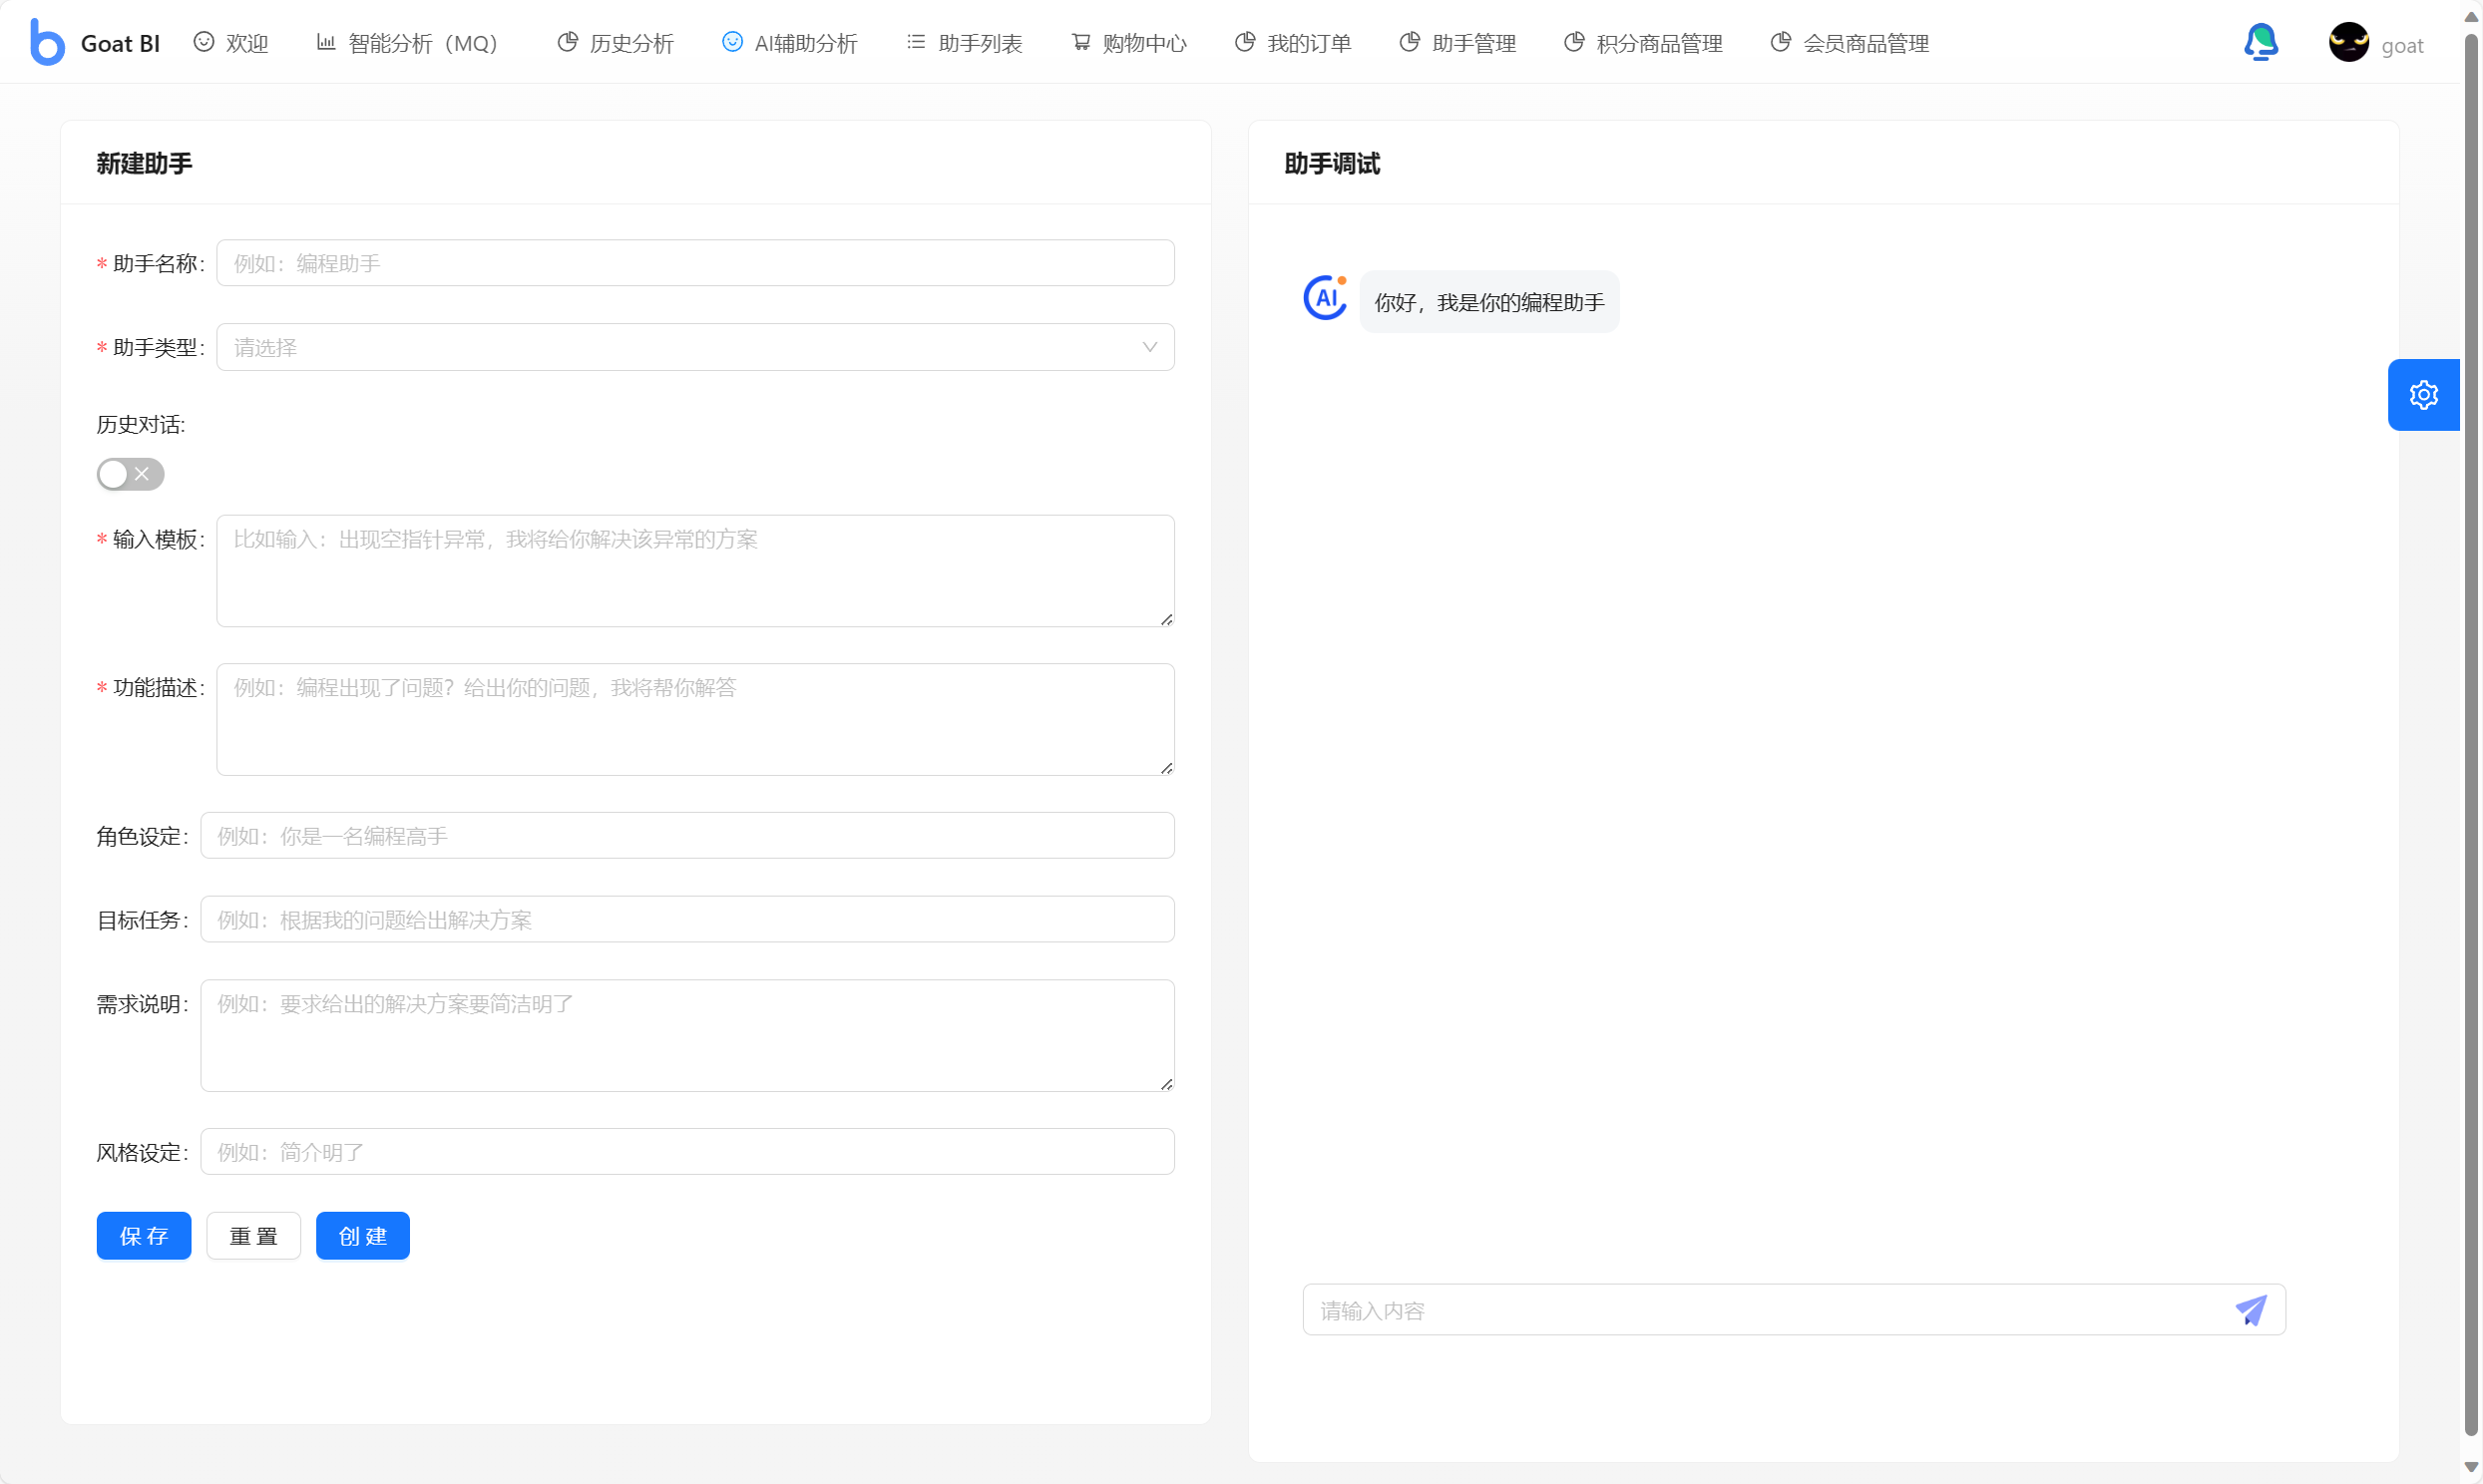 Goat BI 欢迎 智能分析（MQ） 历史分析 AI辅助分析 助手列表 购物中心 我的订单 助手管理 积分商品管理 会员商品管理 goat
新建助手
* 助手名称： 例如：编程助手
* 助手类型： 请选择
历史对话:
* 输入模板： 比如输入：出现空指针异常，我将给你解决该异常的方案
* 功能描述： 例如：编程出现了问题？给出你的问题，我将帮你解答
角色设定： 例如：你是一名编程高手
目标任务： 例如：根据我的问题给出解决方案
需求说明： 例如：要求给出的解决方案要简洁明了
风格设定： 例如：简介明了
保存 重置 创建
助手调试
AI 你好，我是你的编程助手
请输入内容